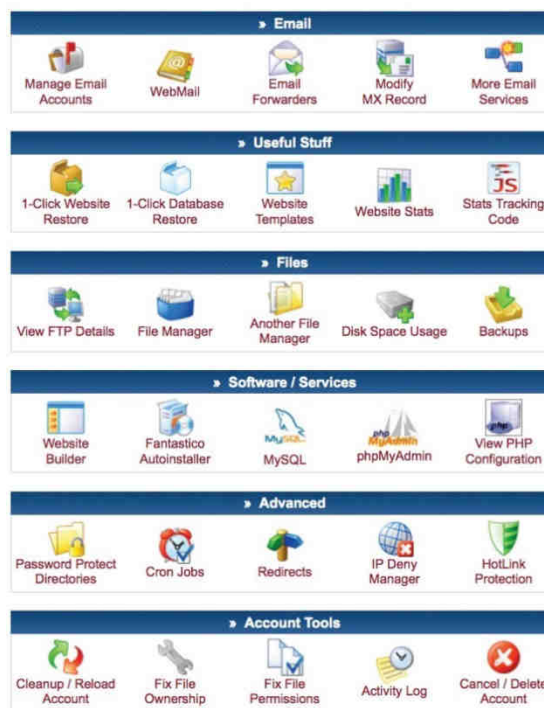 » Email
Manage Email
Accounts
WebMail
Email
Forwarders
Modify
MX Record
More Email
Services
» Useful Stuff
1-Click Website
Restore
1-Click Database
Restore
Website
Templates
Website Stats
JS
Stats Tracking
Code
» Files
View FTP Details
File Manager
Another File
Manager
Disk Space Usage
Backups
» Software / Services
Website
Builder
Fantastico
Autoinstaller
MySQL
MySQL
php
MyAdmin
phpMyAdmin
php
View PHP
Configuration
» Advanced
Password Protect
Directories
Cron Jobs
Redirects
IP Deny
Manager
HotLink
Protection
» Account Tools
Cleanup / Reload
Account
Fix File
Ownership
Fix File
Permissions
Activity Log
Cancel / Delete
Account